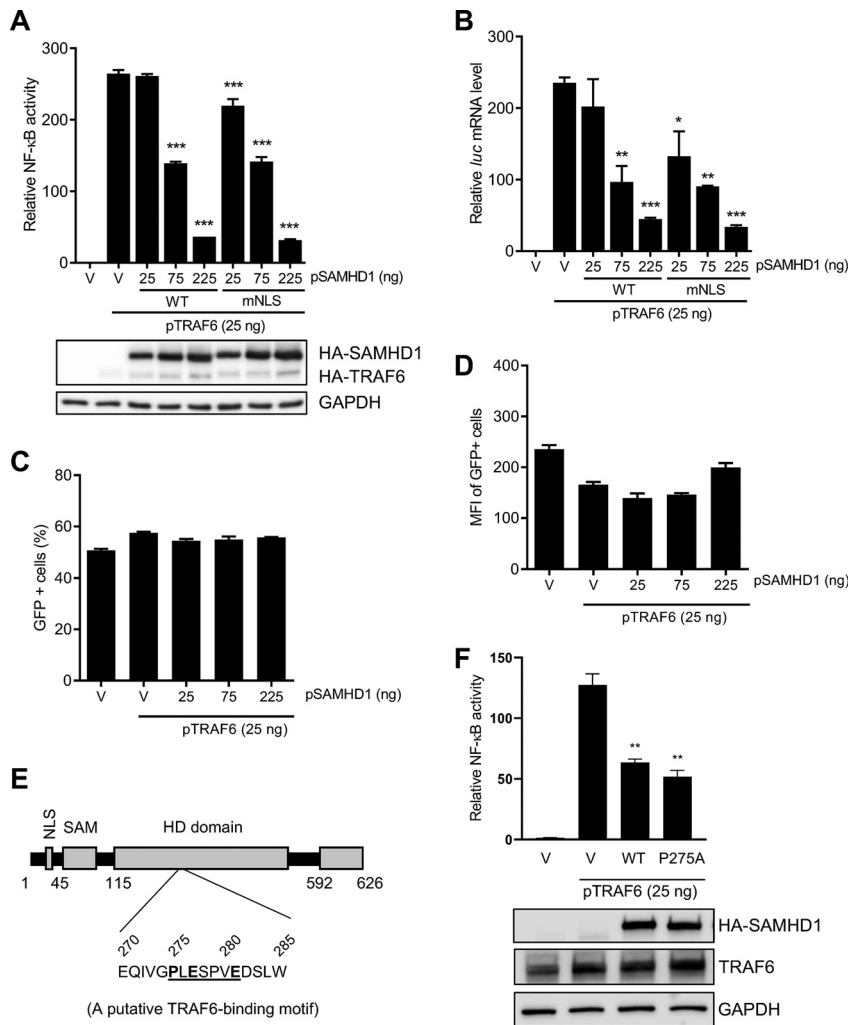 A
Relative NF-κB activity
300
200
100
0
*** *** *** *** ***
V V 25 75 225 25 75 225 pSAMHD1 (ng)
WT mNLS
pTRAF6 (25 ng)
HA-SAMHD1
HA-TRAF6
GAPDH
B
Relative luc mRNA level
300
200
100
0
** *** * ** ***
V V 25 75 225 25 75 225 pSAMHD1 (ng)
WT mNLS
pTRAF6 (25 ng)
C
GFP + cells (%)
80
60
40
20
0
V V 25 75 225 pSAMHD1 (ng)
pTRAF6 (25 ng)
D
MFI of GFP+ cells
400
300
200
100
0
V V 25 75 225 pSAMHD1 (ng)
pTRAF6 (25 ng)
E
NLS SAM HD domain
1 45 115 592 626
270 275 280 285
EQIVGPLESPVEDSLW
(A putative TRAF6-binding motif)
F
Relative NF-κB activity
150
100
50
0
** **
V V WT P275A
pTRAF6 (25 ng)
HA-SAMHD1
TRAF6
GAPDH